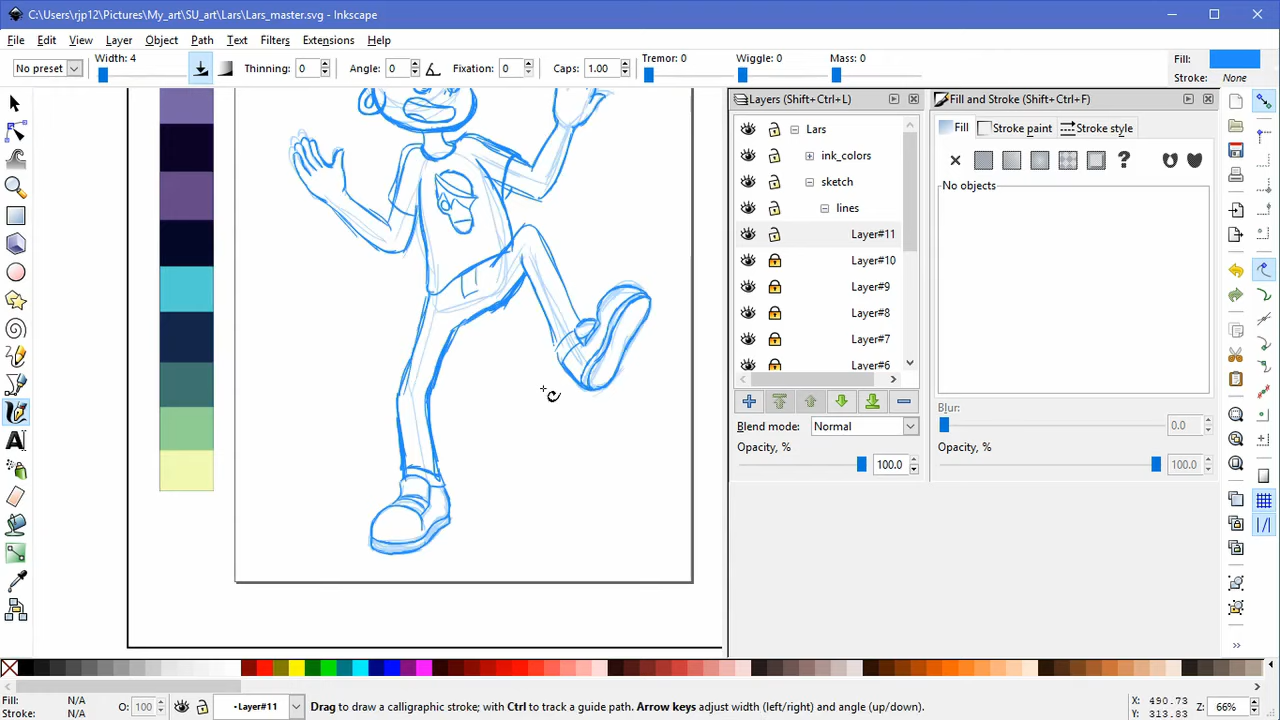 C:\Users\rjp12\Pictures\My_art\SU_art\Lars\Lars_master.svg - Inkscape
File Edit View Layer Object Path Text Filters Extensions Help
No preset Width: 4 Thinning: 0 Angle: 0 Fixation: 0 Caps: 1.00 Tremor: 0 Wiggle: 0 Mass: 0 Fill:
Stroke: None
Layers (Shift+Ctrl+L)
Lars
ink_colors
sketch
lines
Layer#11
Layer#10
Layer#9
Layer#8
Layer#7
Layer#6
Blend mode: Normal
Opacity, %
100.0
Fill and Stroke (Shift+Ctrl+F)
Fill Stroke paint Stroke style
?
No objects
Blur:
0.0
Opacity, %
100.0
Fill: N/A
Stroke: N/A
O: 100
•Layer#11
Drag to draw a calligraphic stroke; with Ctrl to track a guide path. Arrow keys adjust width (left/right) and angle (up/down).
X: 490.73
Y: 313.83
Z: 66%